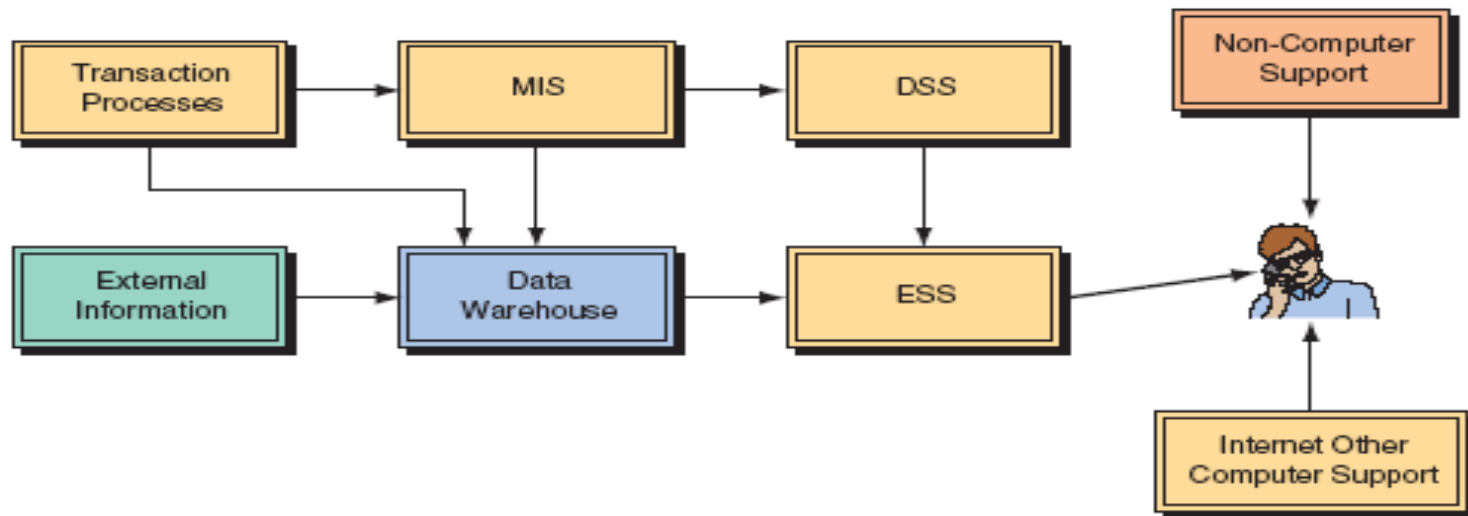 Transaction
Processes
MIS
DSS
Non-Computer
Support
External
Information
Data
Warehouse
ESS
Internet Other
Computer Support